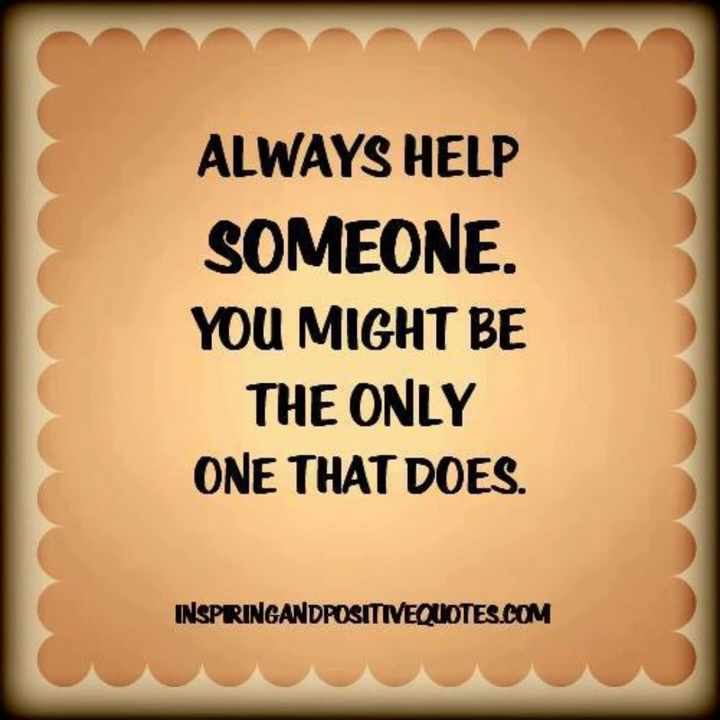 ALWAYS HELP
SOMEONE.
YOU MIGHT BE
THE ONLY
ONE THAT DOES.
INSPIRINGANDPOSITIVEQUOTES.COM